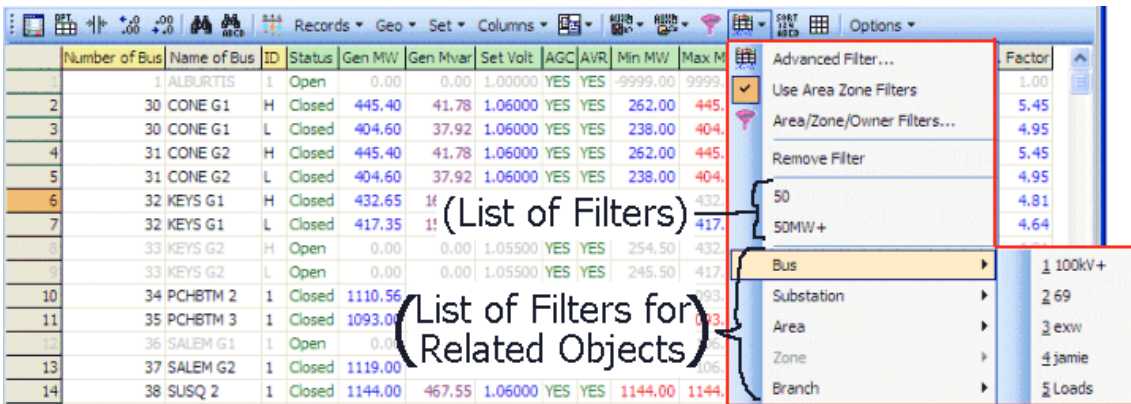 Records Geo Set Columns Options
Number of Bus Name of Bus ID Status Gen MW Gen Mvar Set Volt AGC AVR Min MW Max M . Factor
1 1 ALBURTIS 1 Open 0.00 0.00 1.00000 YES YES -9999.00 9999. 1.00
2 30 CONE G1 H Closed 445.40 41.78 1.06000 YES YES 262.00 445. 5.45
3 30 CONE G1 L Closed 404.60 37.92 1.06000 YES YES 238.00 404. 4.95
4 31 CONE G2 H Closed 445.40 41.78 1.06000 YES YES 262.00 445. 5.45
5 31 CONE G2 L Closed 404.60 37.92 1.06000 YES YES 238.00 404. 4.95
6 32 KEYS G1 H Closed 432.65 432. 4.81
7 32 KEYS G1 L Closed 417.35 417. 4.64
8 33 KEYS G2 H Open 0.00 0.00 1.05500 YES YES 254.50 432.
9 33 KEYS G2 L Open 0.00 0.00 1.05500 YES YES 245.50 417.
10 34 PCHBTM 2 1 Closed 1110.56
11 35 PCHBTM 3 1 Closed 1093.00
12 36 SALEM G1 1 Open
13 37 SALEM G2 1 Closed 1119.00
14 38 SUSQ 2 1 Closed 1144.00 467.55 1.06000 YES YES 1144.00 1144.
Advanced Filter...
Use Area Zone Filters
Area/Zone/Owner Filters...
Remove Filter
50
50MW+
Bus
Substation
Area
Zone
Branch
1 100kV+
2 69
3 exw
4 jamie
5 Loads
(List of Filters)
(List of Filters for
Related Objects)